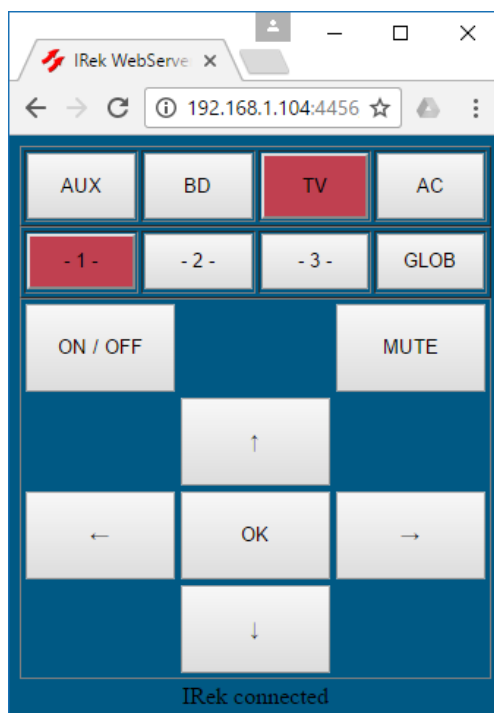 IRek WebServe
192.168.1.104:4456
AUX BD TV AC
- 1 - - 2 - - 3 - GLOB
ON / OFF MUTE
↑
← OK →
↓
IRek connected